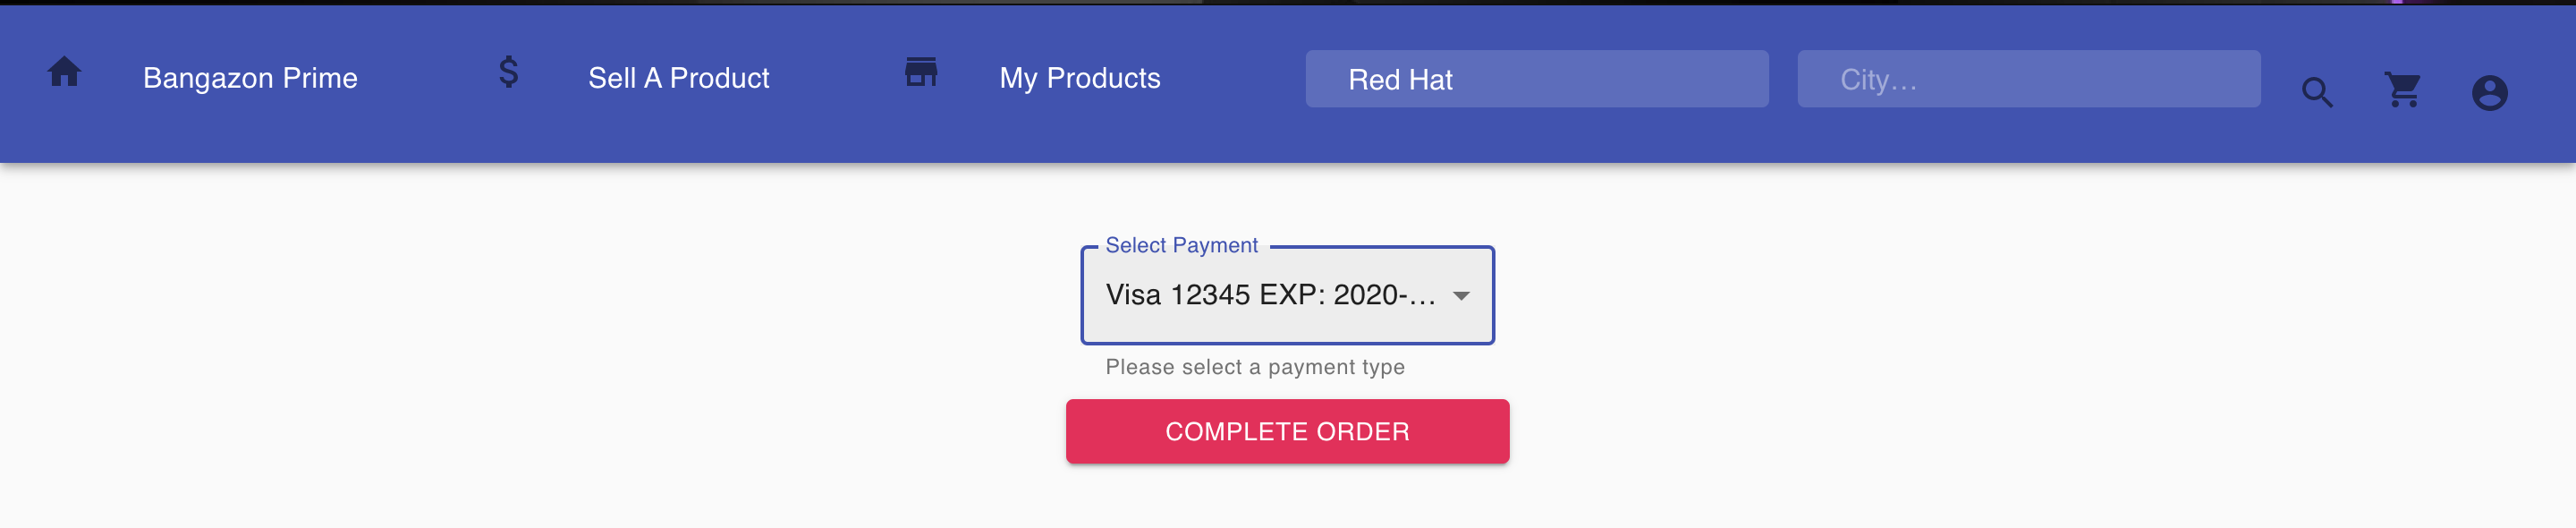 Bangazon Prime
Sell A Product
My Products
Red Hat
City...
Select Payment
Visa 12345 EXP: 2020-...
Please select a payment type
COMPLETE ORDER